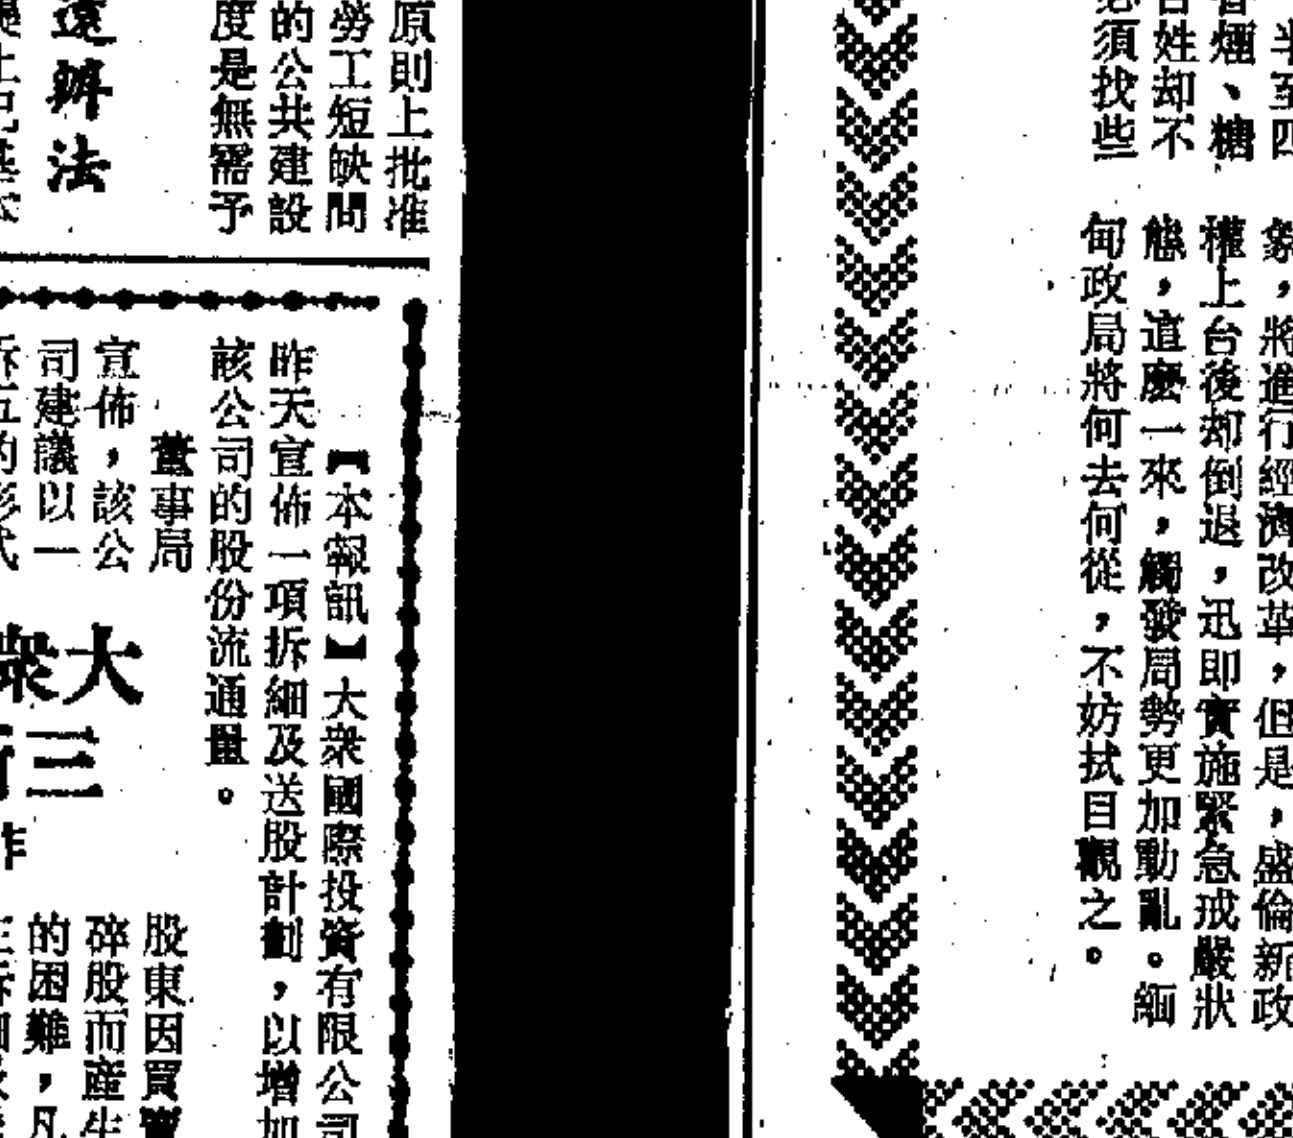 半至四
煙、糖
百姓却不
必須找些
象，將進行經濟改革，但是，盛倫新政
權上台後却倒退，迅即實施緊急戒嚴狀
態，這麼一來，觸發局勢更加動亂。緬
甸政局將何去何從，不妨拭目觀之。
原則上批准
勞工短缺問
的公共建設
度是無需予
辦法
【本報訊】大衆國際投資有限公司
昨天宣佈一項拆細及送股計劃，以增加
該公司的股份流通量。
董事局
宣佈，該公
司建議以一
大衆
三
昨
股東因買賣
碎股而產生
的困難，凡